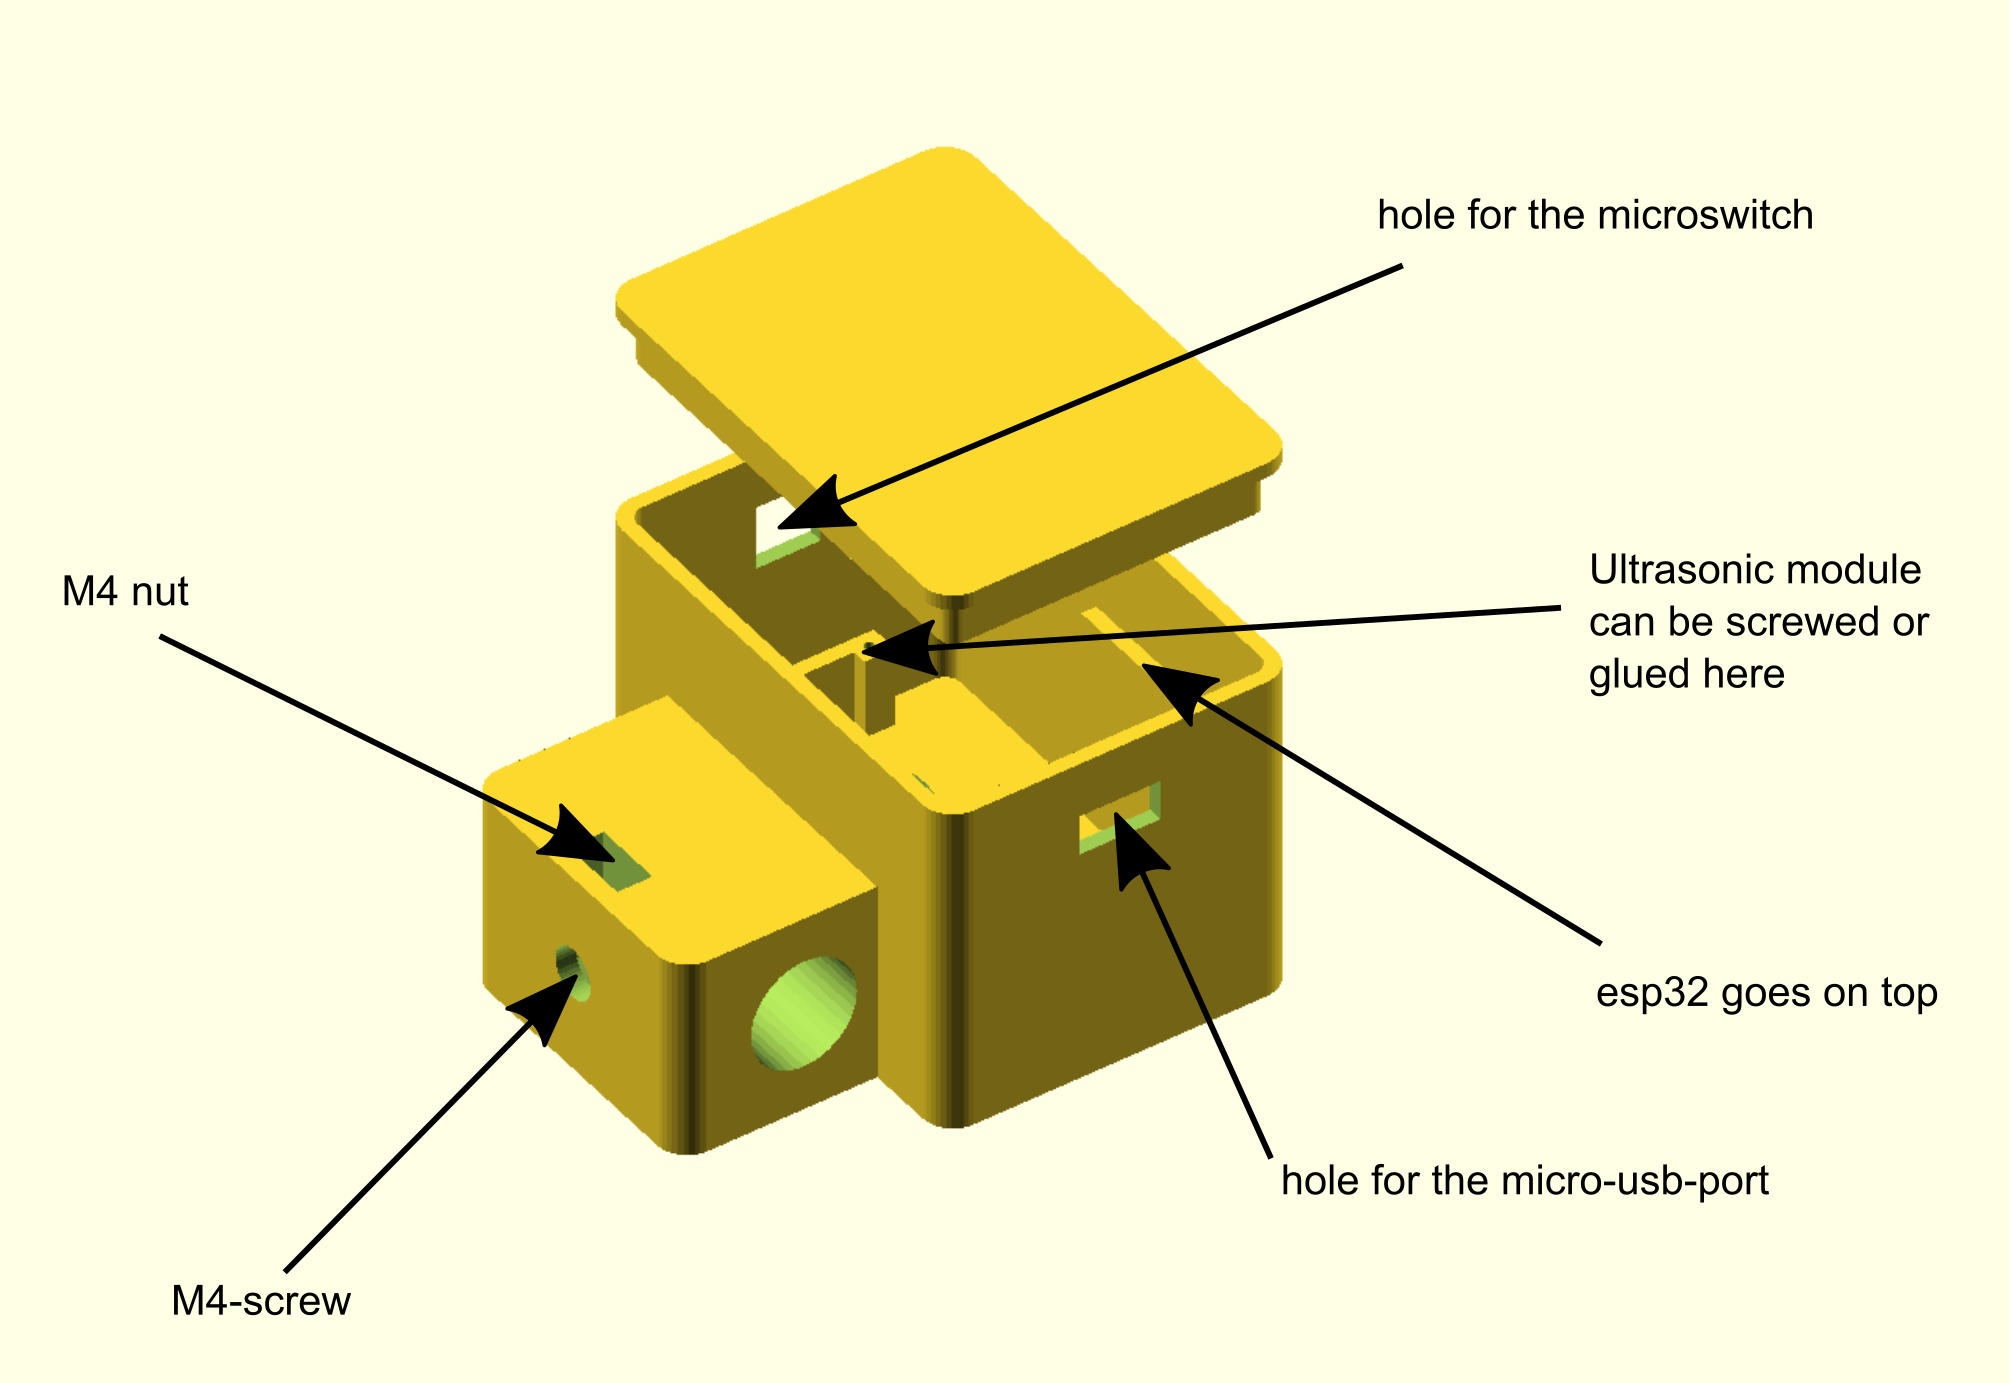 hole for the microswitch
M4 nut
Ultrasonic module
can be screwed or
glued here
esp32 goes on top
hole for the micro-usb-port
M4-screw